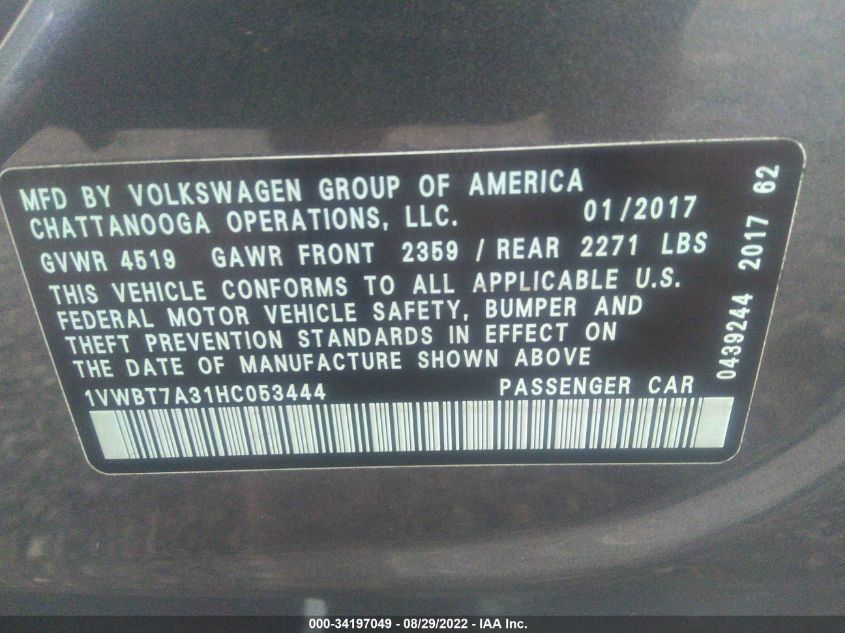 MFD BY VOLKSWAGEN GROUP OF AMERICA
CHATTANOOGA OPERATIONS, LLC. 01/2017
GVWR 4519 GAWR FRONT 2359 / REAR 2271 LBS
THIS VEHICLE CONFORMS TO ALL APPLICABLE U.S.
FEDERAL MOTOR VEHICLE SAFETY, BUMPER AND
THEFT PREVENTION STANDARDS IN EFFECT ON
THE DATE OF MANUFACTURE SHOWN ABOVE
1VWBT7A31HC053444 PASSENGER CAR
0439244 2017 62
000-34197049 - 08/29/2022 - IAA Inc.